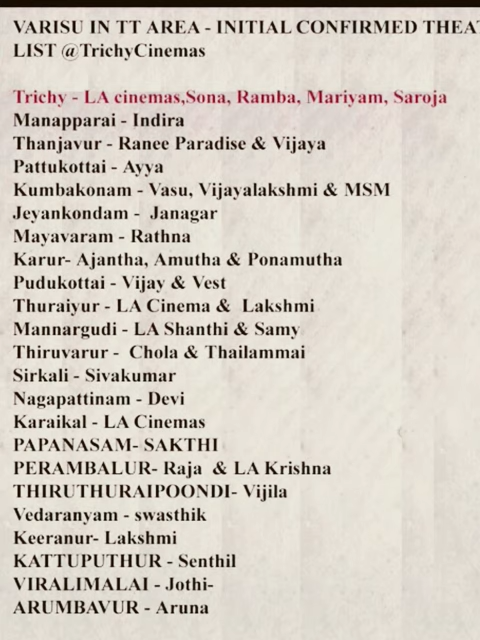 VARISU IN TT AREA - INITIAL CONFIRMED
LIST @TrichyCinemas
Trichy - LA cinemas,Sona, Ramba, Mariyam, Saroja
Manapparai - Indira
Thanjavur - Ranee Paradise & Vijaya
Pattukottai - Ayya
Kumbakonam - Vasu, Vijayalakshmi & MSM
Jeyankondam - Janagar
Mayavaram - Rathna
Karur- Ajantha, Amutha & Ponamutha
Pudukottai - Vijay & Vest
Thuraiyur - LA Cinema & Lakshmi
Mannargudi - LA Shanthi & Samy
Thiruvarur - Chola & Thailammai
Sirkali - Sivakumar
Nagapattinam - Devi
Karaikal - LA Cinemas
PAPANASAM- SAKTHI
PERAMBALUR- Raja & LA Krishna
THIRUTHURAIPOONDI- Vijila
Vedaranyam - swasthik
Keeranur- Lakshmi
KATTUPUTHUR - Senthil
VIRALIMALAI - Jothi-
ARUMBAVUR - Aruna